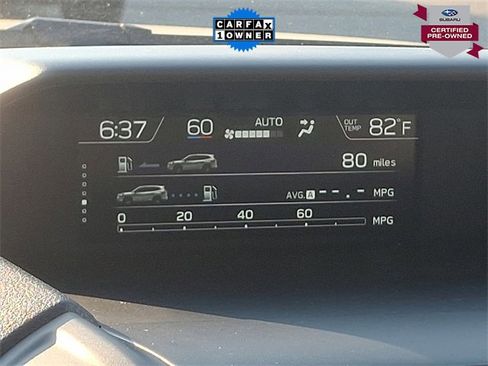 CARFAX
1 OWNER
SUBARU
CERTIFIED
PRE-OWNED
6:37 60 AUTO OUT TEMP 82°F
80 miles
AVG. A --.- MPG
0 20 40 60 MPG